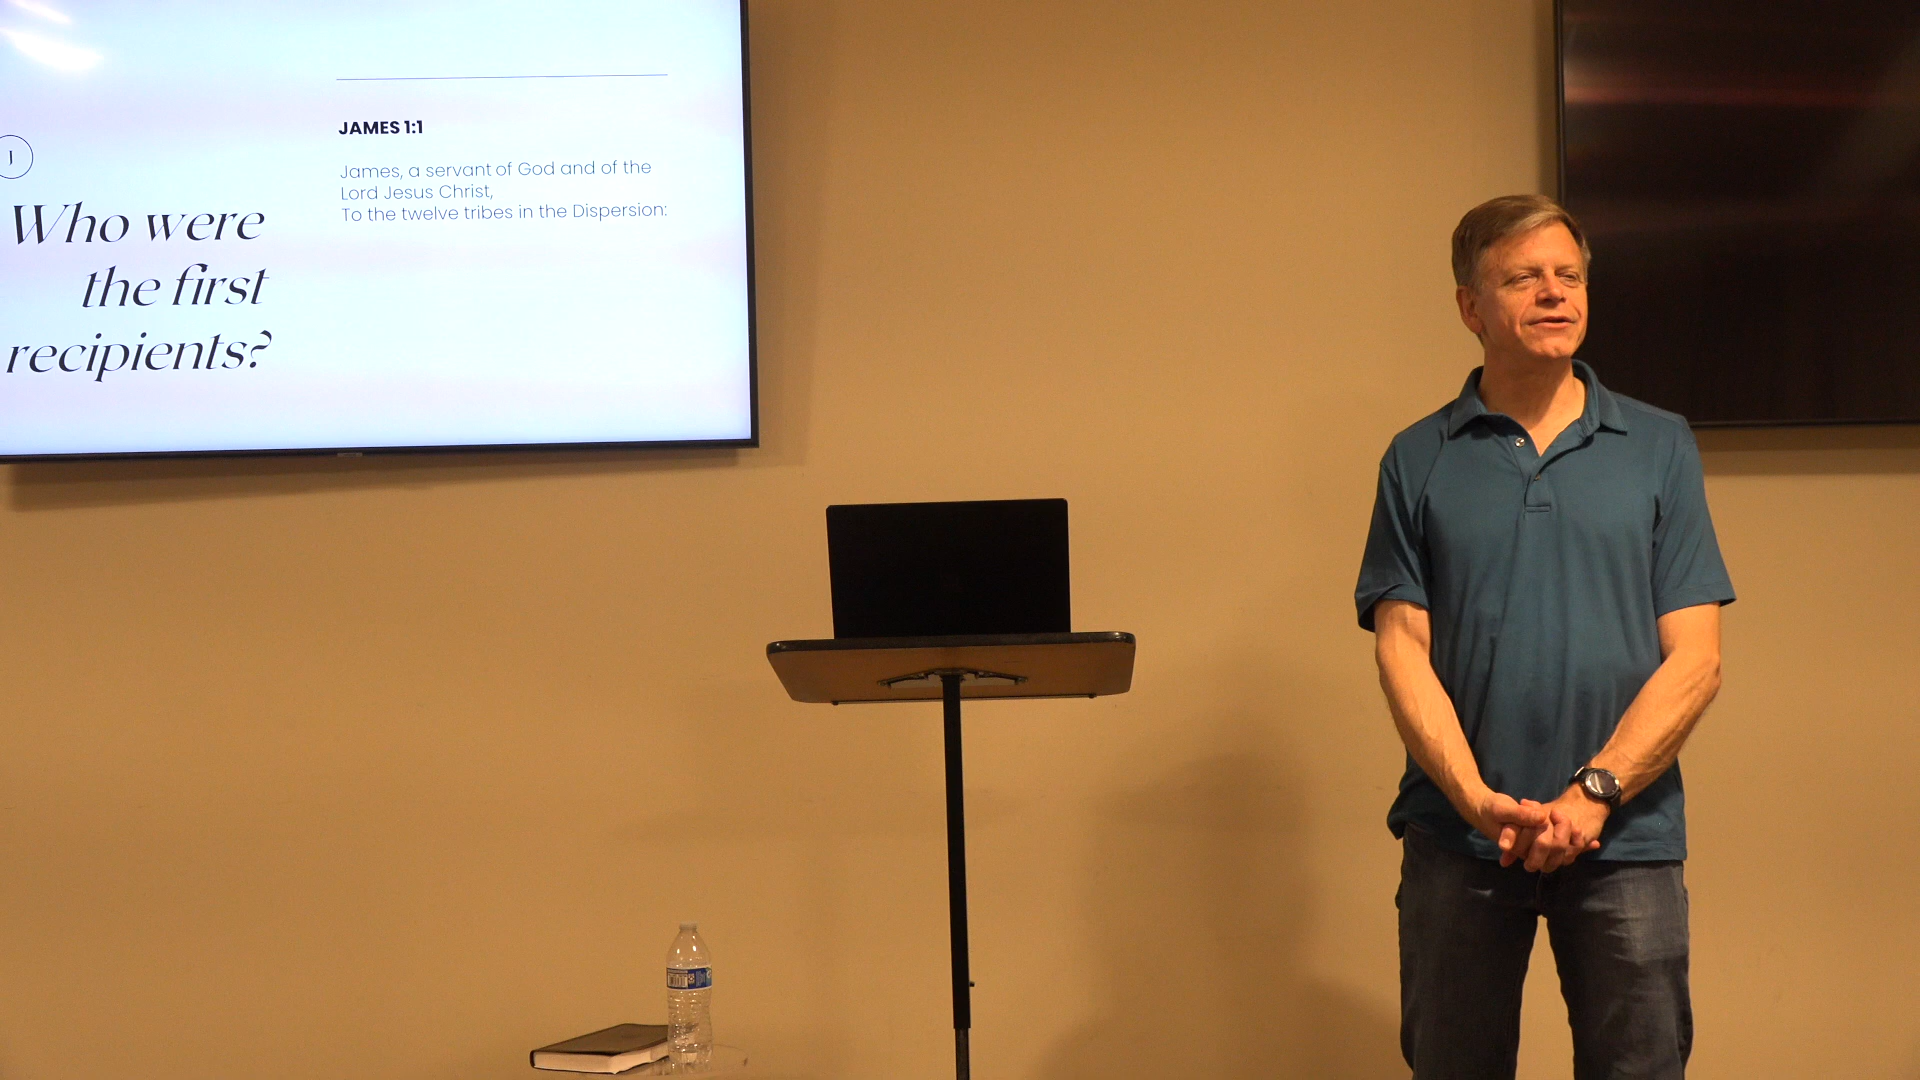 J
Who were
the first
recipients?
JAMES 1:1
James, a servant of God and of the
Lord Jesus Christ,
To the twelve tribes in the Dispersion: